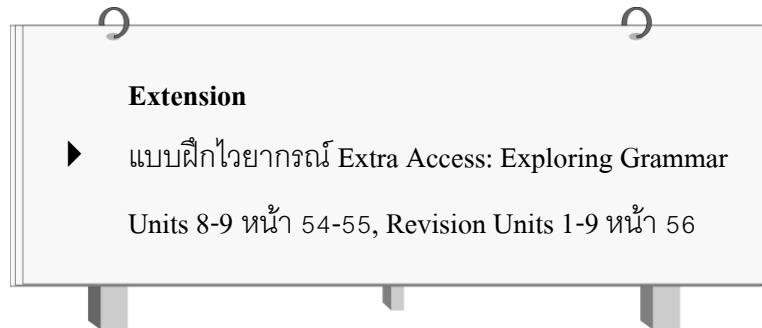 Extension
แบบฝึกไวยากรณ์ Extra Access: Exploring Grammar
Units 8-9 หน้า 54-55, Revision Units 1-9 หน้า 56